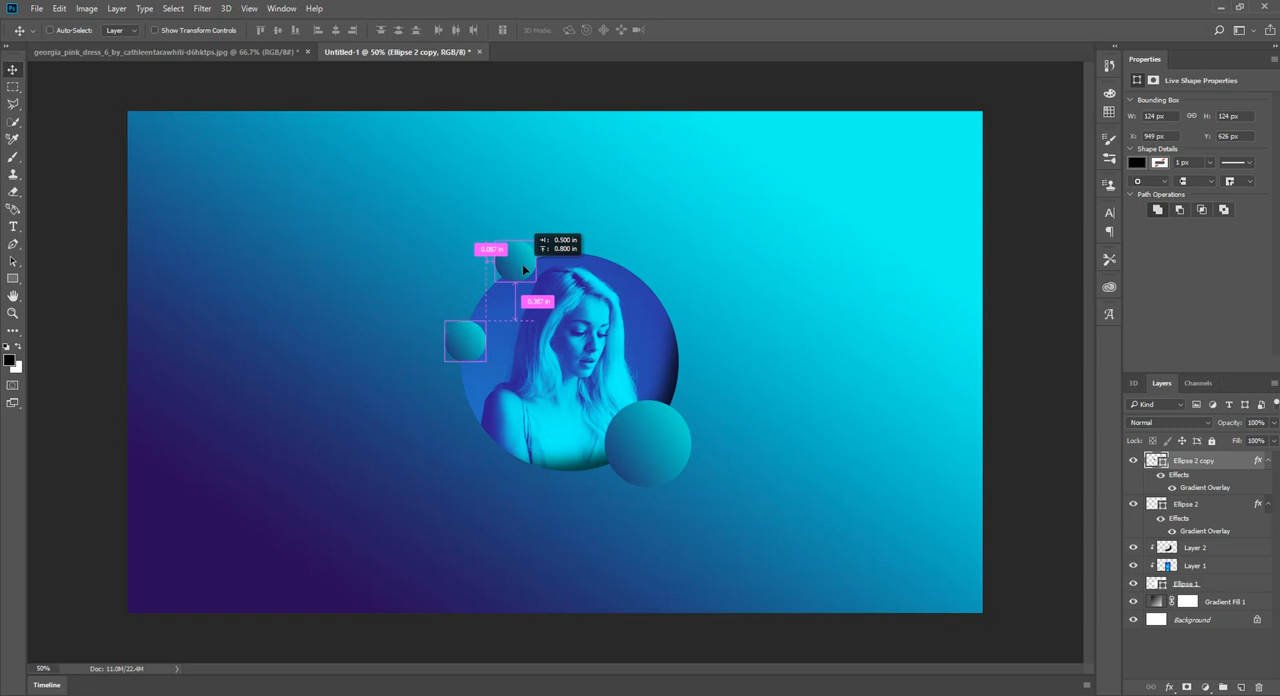 Ps File Edit Image Layer Type Select Filter 3D View Window Help
Auto-Select: Layer Show Transform Controls 3D Mode:
georgia_pink_dress_6_by_cathleentarawhiti-d6hktps.jpg @ 66.7% (RGB/8#) * × Untitled-1 @ 50% (Ellipse 2 copy, RGB/8) * ×
Properties
Live Shape Properties
Bounding Box
W: 124 px H: 124 px
X: 949 px Y: 626 px
Shape Details
1 px
Path Operations
0.087 in
0.500 in
0.800 in
0.387 in
3D Layers Channels
Kind
Normal Opacity: 100%
Lock: Fill: 100%
Ellipse 2 copy fx
Effects
Gradient Overlay
Ellipse 2 fx
Effects
Gradient Overlay
Layer 2
Layer 1
Ellipse 1
Gradient Fill 1
Background
50% Doc: 11.0M/22.4M
Timeline